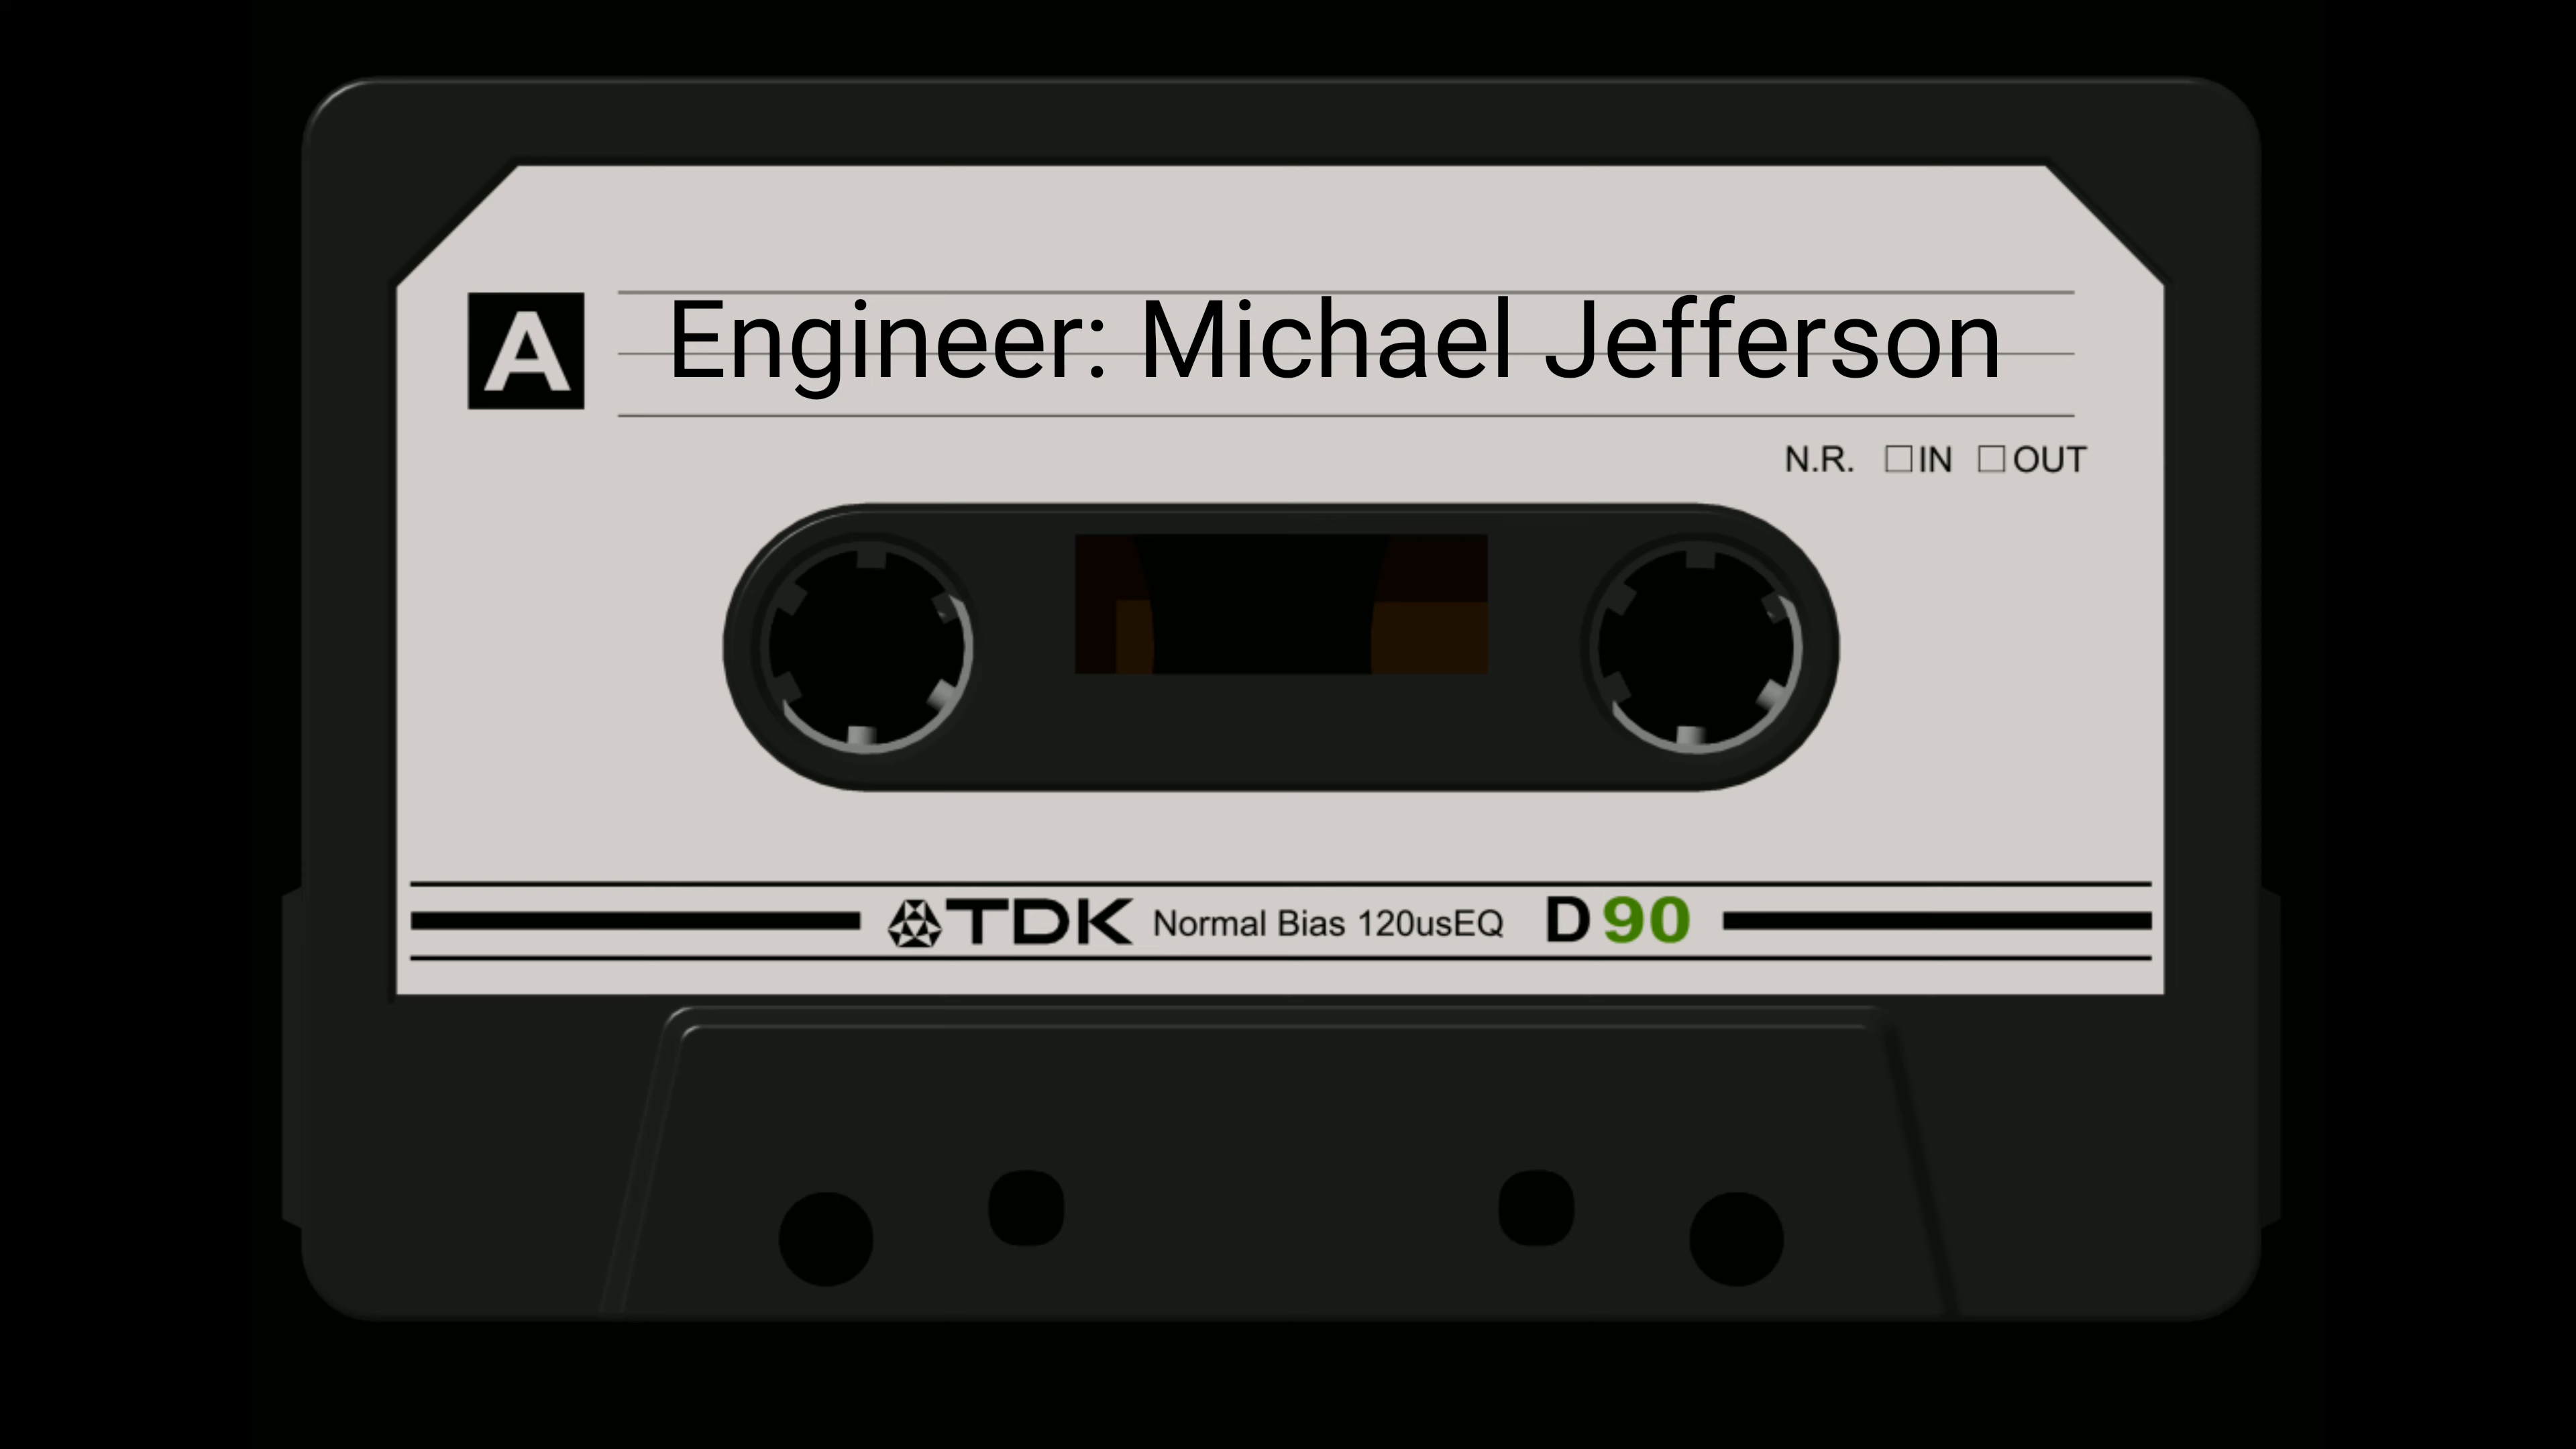 A Engineer: Michael Jefferson
N.R. □IN □OUT
TDK Normal Bias 120usEQ D90